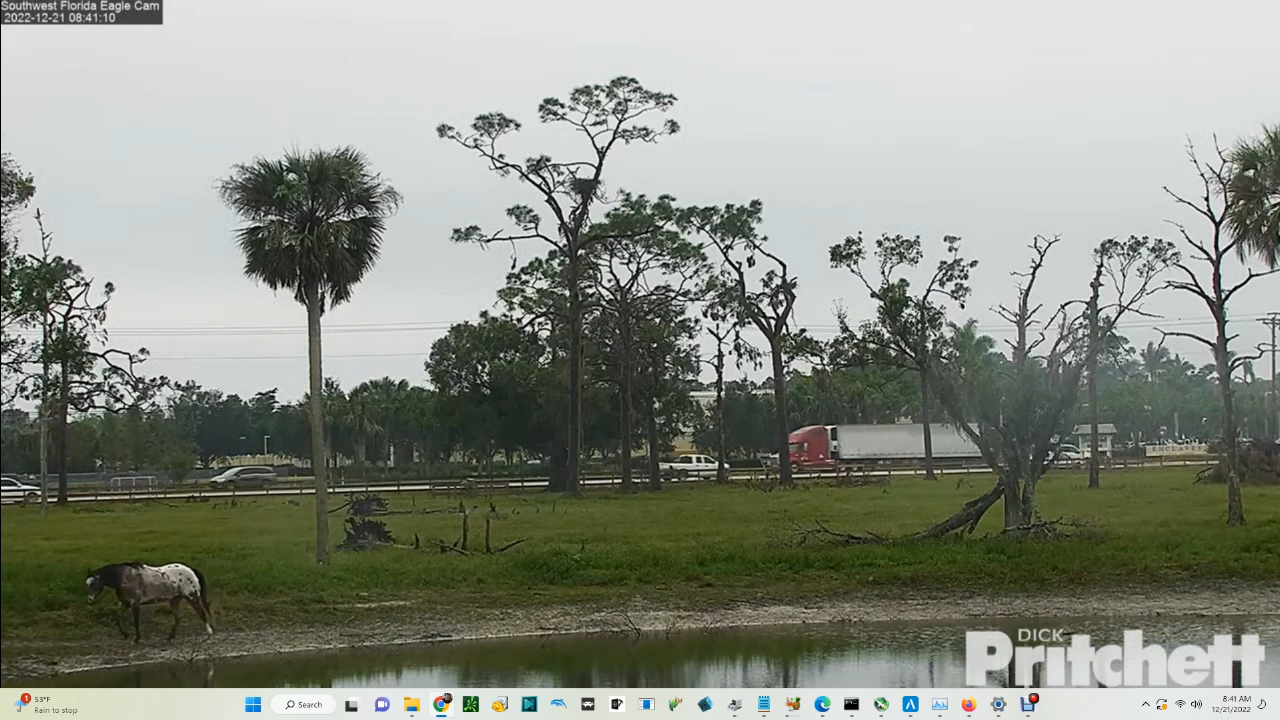 Southwest Florida Eagle Cam
2022-12-21 08:41:10
DICK
Pritchett
1
53°F
Rain to stop
Search
8:41 AM
12/21/2022